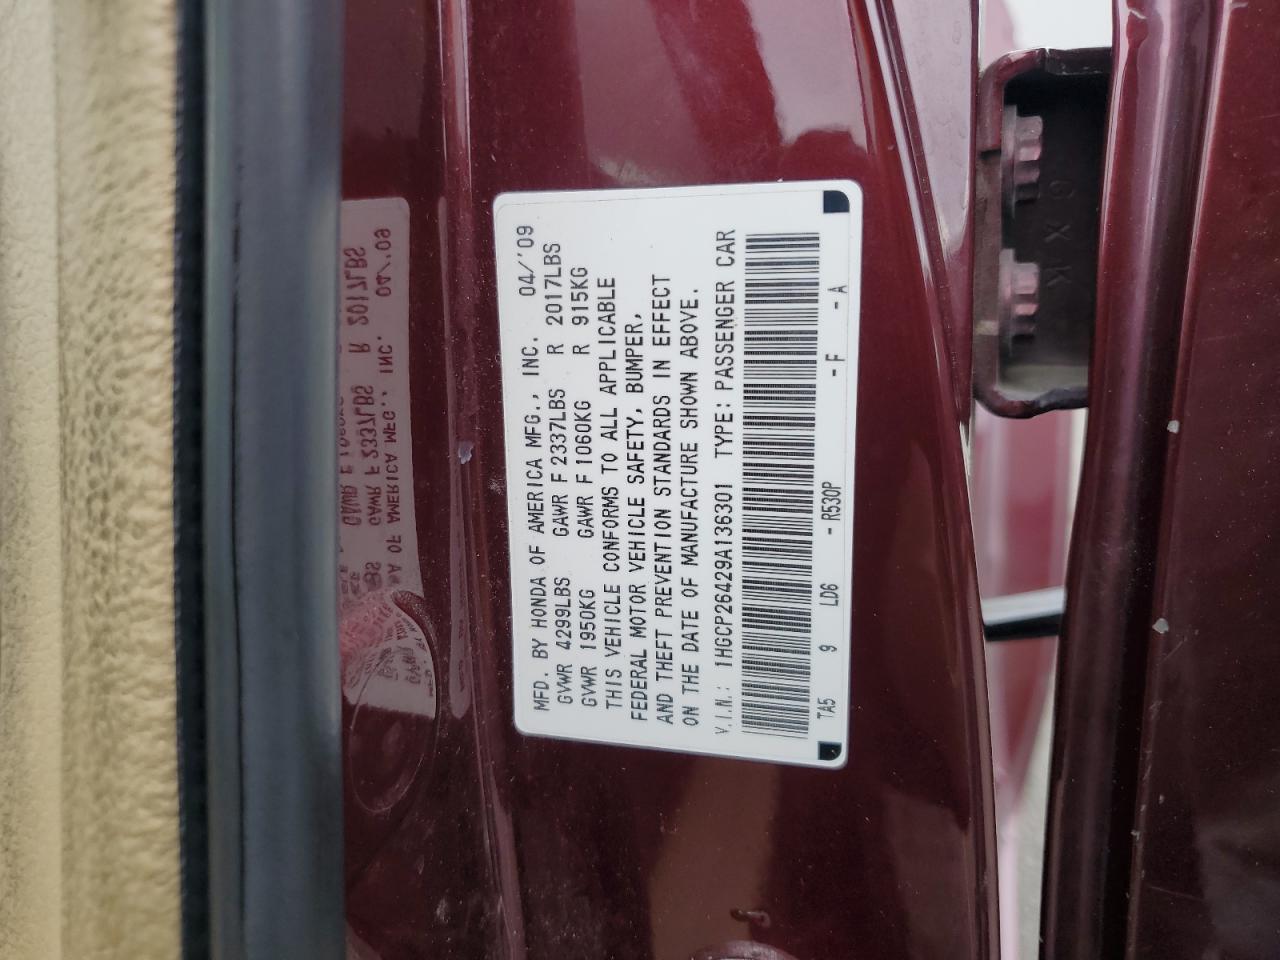 MFD. BY HONDA OF AMERICA MFG., INC. 04/'09
GVWR 4299LBS GAWR F 2337LBS R 2017LBS
GVWR 1950KG GAWR F 1060KG R 915KG
THIS VEHICLE CONFORMS TO ALL APPLICABLE
FEDERAL MOTOR VEHICLE SAFETY, BUMPER,
AND THEFT PREVENTION STANDARDS IN EFFECT
ON THE DATE OF MANUFACTURE SHOWN ABOVE.
V.I.N.: 1HGCP26429A136301 TYPE: PASSENGER CAR
TA5 9 LD6 - R530P - F - A
G X K